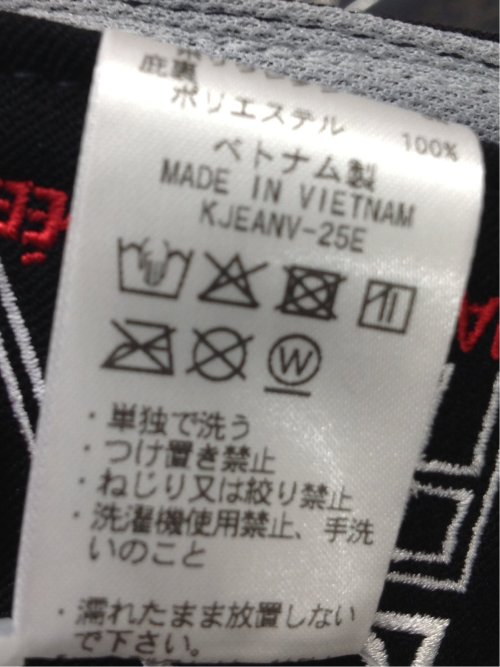 庇裏
ポリエステル 100%
ベトナム製
MADE IN VIETNAM
KJEANV-25E
W
・単独で洗う
・つけ置き禁止
・ねじり又は絞り禁止
・洗濯機使用禁止、手洗
いのこと
・濡れたまま放置しない
で下さい。